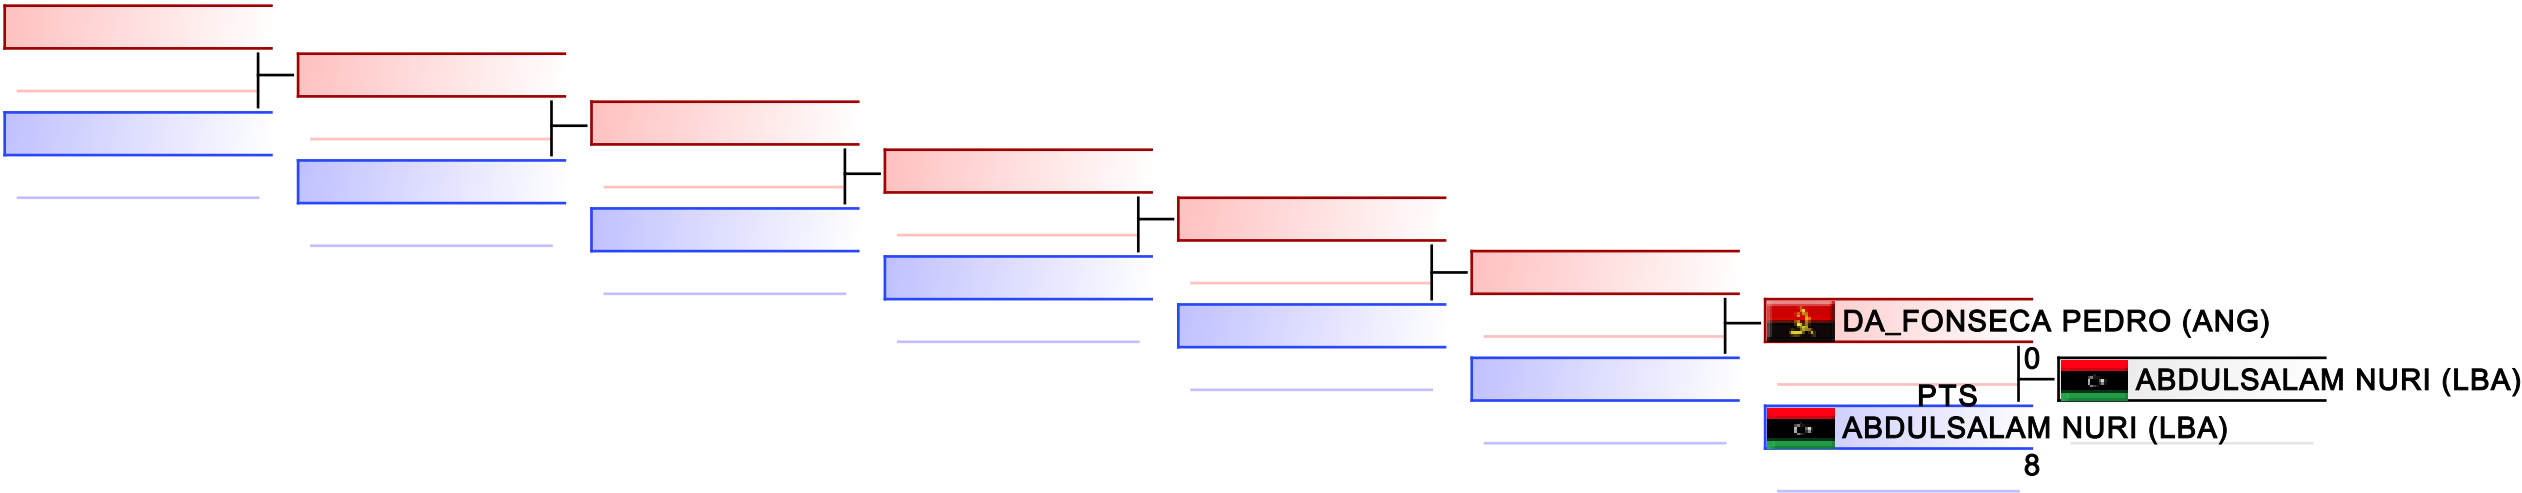 DA_FONSECA PEDRO (ANG)
0
ABDULSALAM NURI (LBA)
PTS
ABDULSALAM NURI (LBA)
8